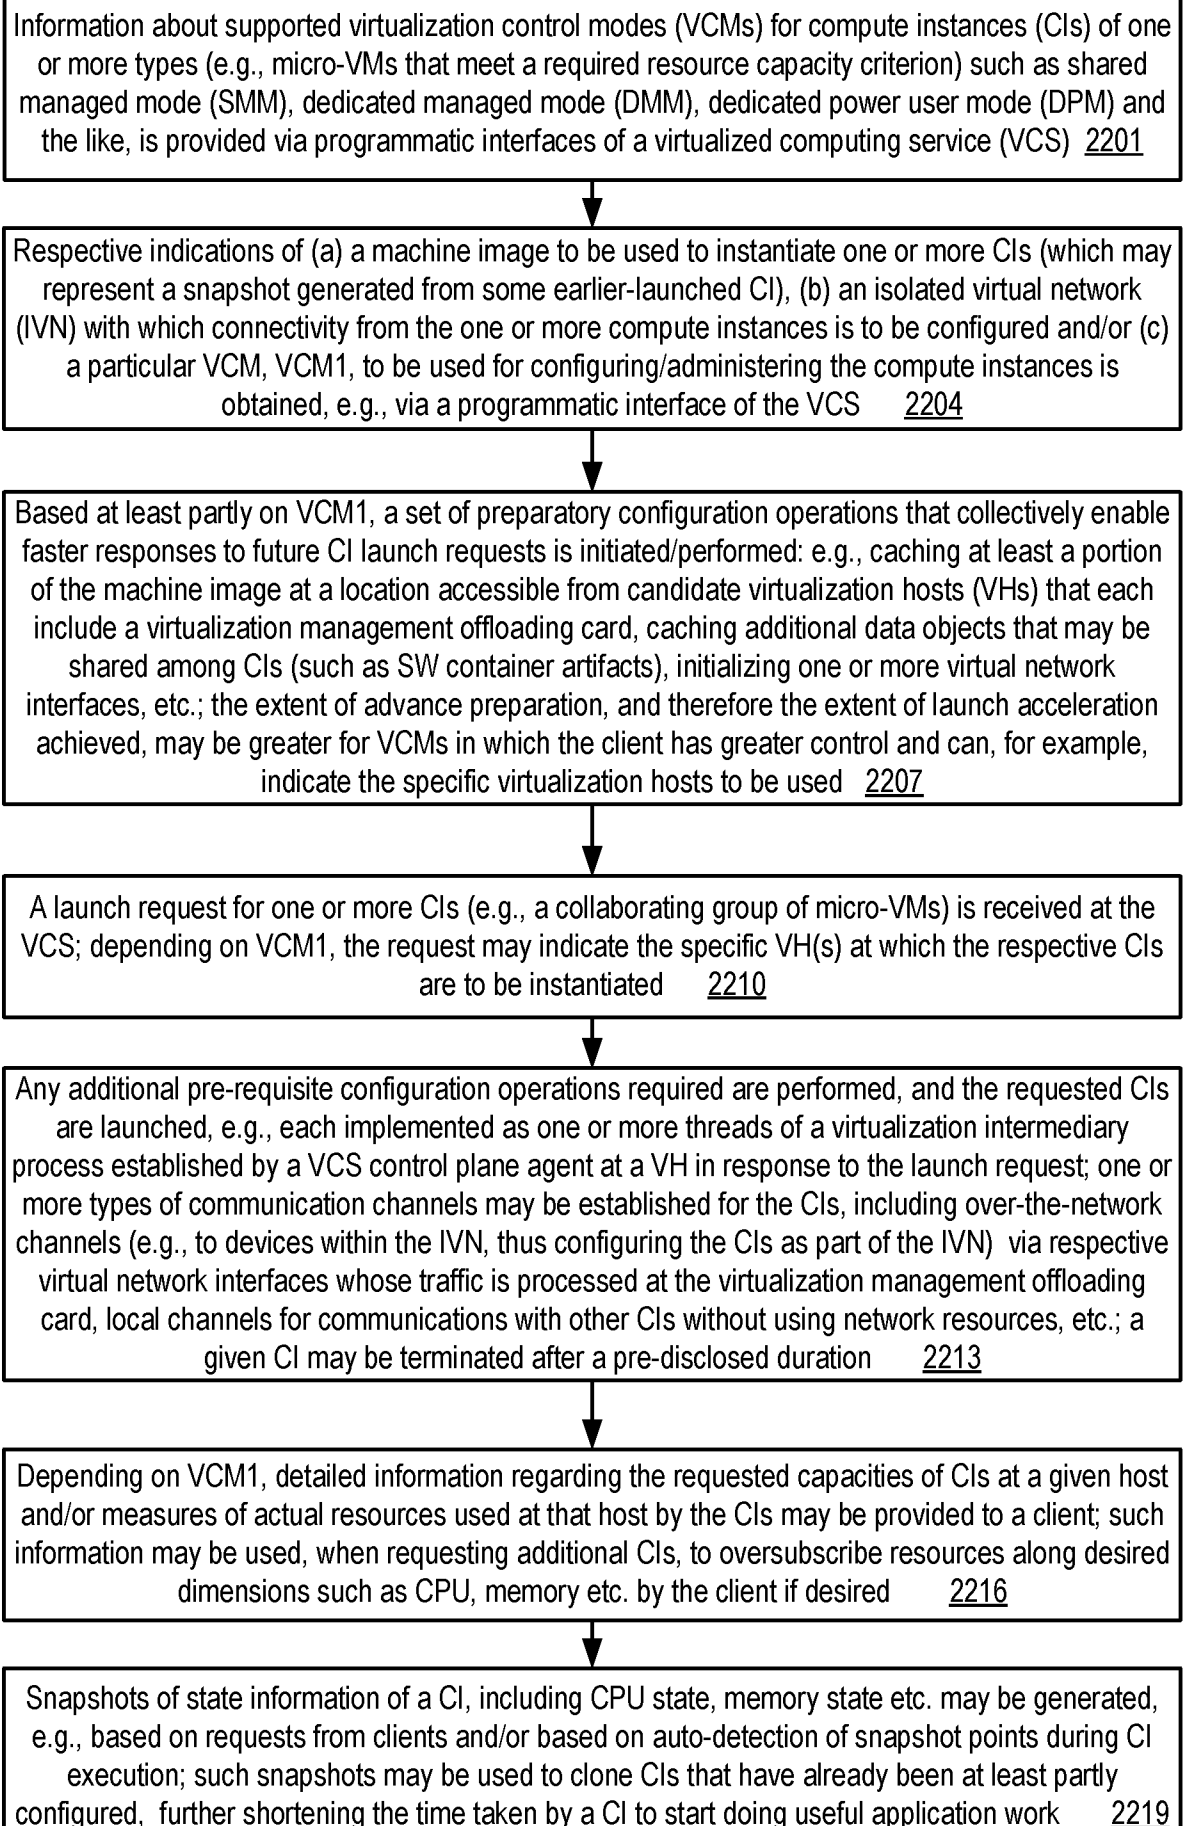 Information about supported virtualization control modes (VCMs) for compute instances (CIs) of one
or more types (e.g., micro-VMs that meet a required resource capacity criterion) such as shared
managed mode (SMM), dedicated managed mode (DMM), dedicated power user mode (DPM) and
the like, is provided via programmatic interfaces of a virtualized computing service (VCS) 2201
Respective indications of (a) a machine image to be used to instantiate one or more CIs (which may
represent a snapshot generated from some earlier-launched CI), (b) an isolated virtual network
(IVN) with which connectivity from the one or more compute instances is to be configured and/or (c)
a particular VCM, VCM1, to be used for configuring/administering the compute instances is
obtained, e.g., via a programmatic interface of the VCS 2204
Based at least partly on VCM1, a set of preparatory configuration operations that collectively enable
faster responses to future CI launch requests is initiated/performed: e.g., caching at least a portion
of the machine image at a location accessible from candidate virtualization hosts (VHs) that each
include a virtualization management offloading card, caching additional data objects that may be
shared among CIs (such as SW container artifacts), initializing one or more virtual network
interfaces, etc.; the extent of advance preparation, and therefore the extent of launch acceleration
achieved, may be greater for VCMs in which the client has greater control and can, for example,
indicate the specific virtualization hosts to be used 2207
A launch request for one or more CIs (e.g., a collaborating group of micro-VMs) is received at the
VCS; depending on VCM1, the request may indicate the specific VH(s) at which the respective CIs
are to be instantiated 2210
Any additional pre-requisite configuration operations required are performed, and the requested CIs
are launched, e.g., each implemented as one or more threads of a virtualization intermediary
process established by a VCS control plane agent at a VH in response to the launch request; one or
more types of communication channels may be established for the CIs, including over-the-network
channels (e.g., to devices within the IVN, thus configuring the CIs as part of the IVN) via respective
virtual network interfaces whose traffic is processed at the virtualization management offloading
card, local channels for communications with other CIs without using network resources, etc.; a
given CI may be terminated after a pre-disclosed duration 2213
Depending on VCM1, detailed information regarding the requested capacities of CIs at a given host
and/or measures of actual resources used at that host by the CIs may be provided to a client; such
information may be used, when requesting additional CIs, to oversubscribe resources along desired
dimensions such as CPU, memory etc. by the client if desired 2216
Snapshots of state information of a CI, including CPU state, memory state etc. may be generated,
e.g., based on requests from clients and/or based on auto-detection of snapshot points during CI
execution; such snapshots may be used to clone CIs that have already been at least partly
configured, further shortening the time taken by a CI to start doing useful application work 2219